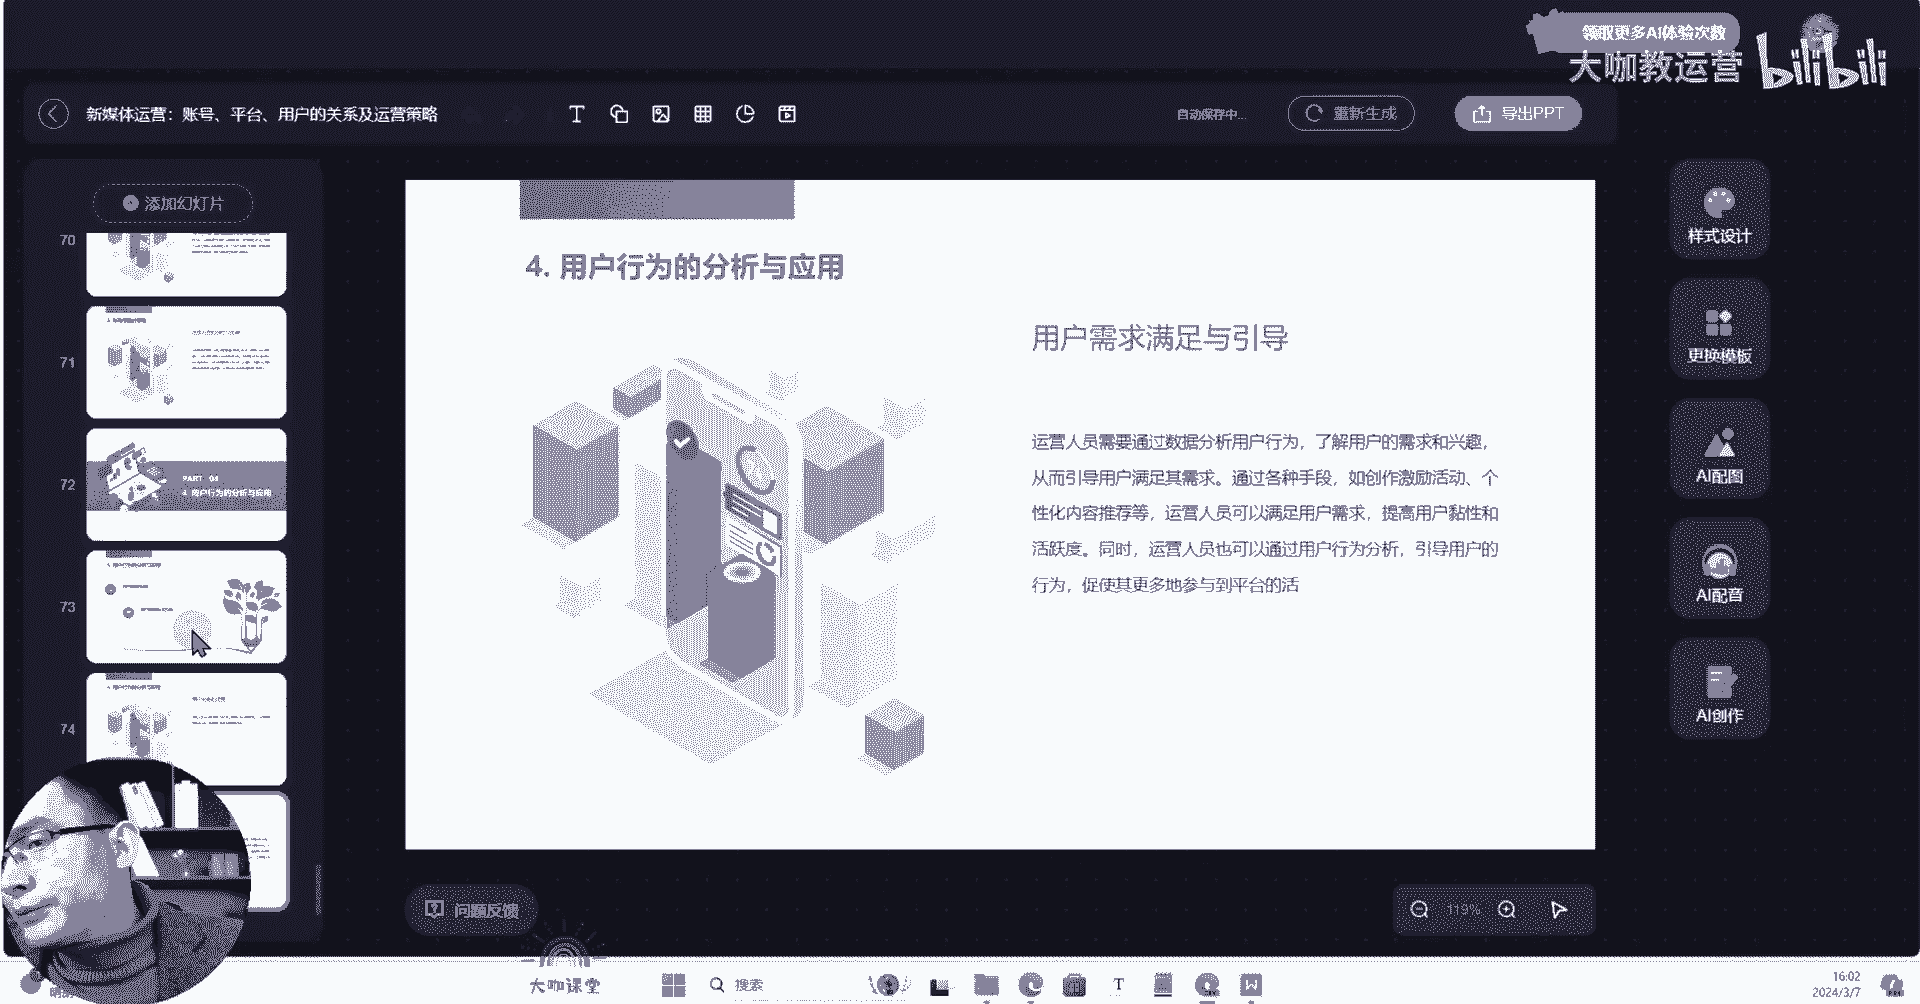 领取更多AI体验次数
大咖教运营 bilibili
新媒体运营：账号、平台、用户的关系及运营策略
自动保存中...
重新生成
导出PPT
添加幻灯片
70
71
72
PART 04
4. 用户行为的分析与应用
73
74
4. 用户行为的分析与应用
用户需求满足与引导
运营人员需要通过数据分析用户行为，了解用户的需求和兴趣，
从而引导用户满足其需求。通过各种手段，如创作激励活动、个
性化内容推荐等，运营人员可以满足用户需求，提高用户黏性和
活跃度。同时，运营人员也可以通过用户行为分析，引导用户的
行为，促使其更多地参与到平台的活
样式设计
更换模板
AI配图
AI配音
AI创作
问题反馈
119%
大咖课堂
搜索
16:02
2024/3/7